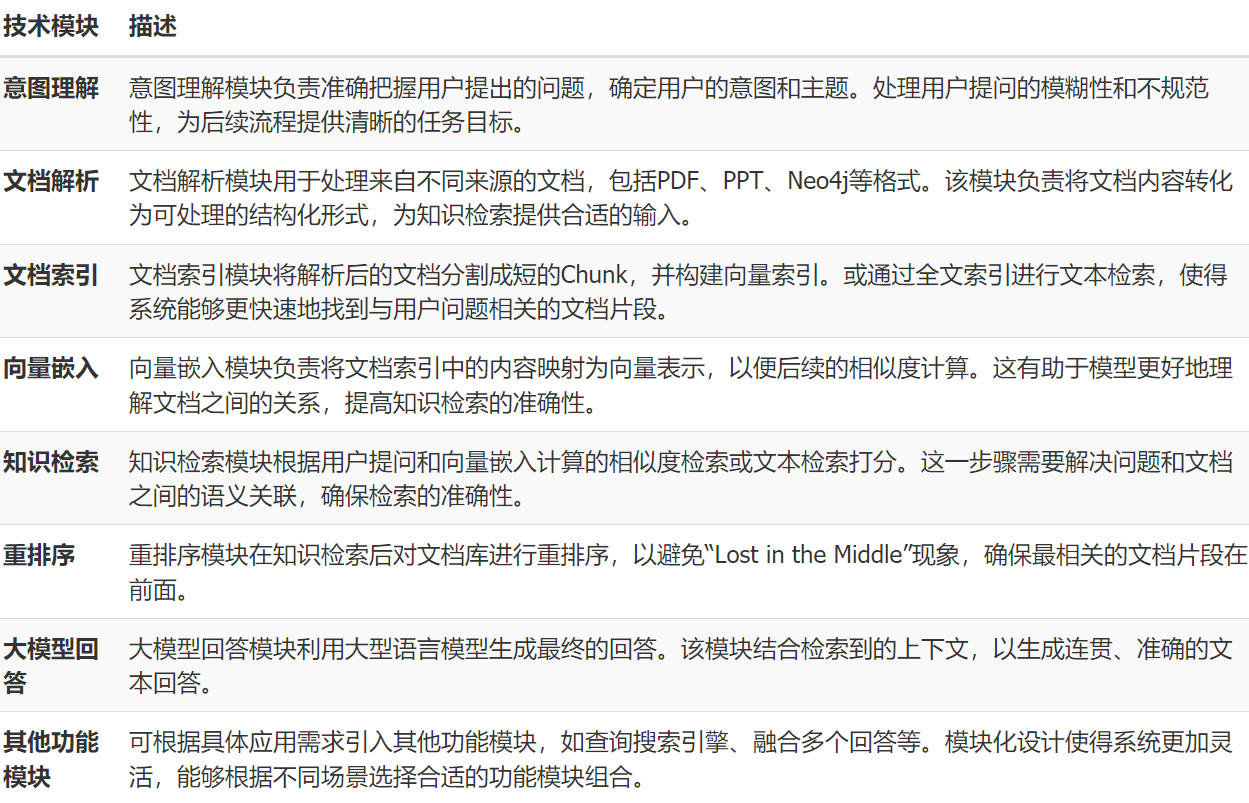 技术模块 描述
意图理解 意图理解模块负责准确把握用户提出的问题，确定用户的意图和主题。处理用户提问的模糊性和不规范
性，为后续流程提供清晰的任务目标。
文档解析 文档解析模块用于处理来自不同来源的文档，包括PDF、PPT、Neo4j等格式。该模块负责将文档内容转化
为可处理的结构化形式，为知识检索提供合适的输入。
文档索引 文档索引模块将解析后的文档分割成短的Chunk，并构建向量索引。或通过全文索引进行文本检索，使得
系统能够更快速地找到与用户问题相关的文档片段。
向量嵌入 向量嵌入模块负责将文档索引中的内容映射为向量表示，以便后续的相似度计算。这有助于模型更好地理
解文档之间的关系，提高知识检索的准确性。
知识检索 知识检索模块根据用户提问和向量嵌入计算的相似度检索或文本检索打分。这一步骤需要解决问题和文档
之间的语义关联，确保检索的准确性。
重排序 重排序模块在知识检索后对文档库进行重排序，以避免“Lost in the Middle”现象，确保最相关的文档片段在
前面。
大模型回 大模型回答模块利用大型语言模型生成最终的回答。该模块结合检索到的上下文，以生成连贯、准确的文
答 本回答。
其他功能 可根据具体应用需求引入其他功能模块，如查询搜索引擎、融合多个回答等。模块化设计使得系统更加灵
模块 活，能够根据不同场景选择合适的功能模块组合。